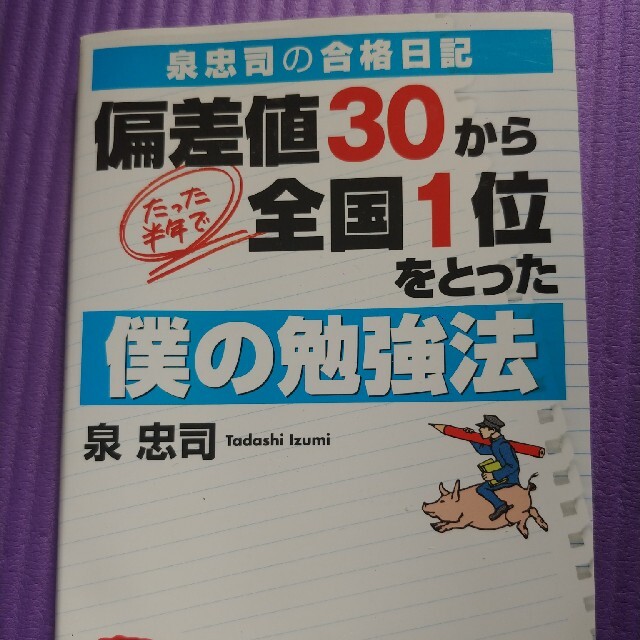 泉忠司の合格日記
偏差値30から
たった
半年で
全国1位
をとった
僕の勉強法
泉 忠司 Tadashi Izumi